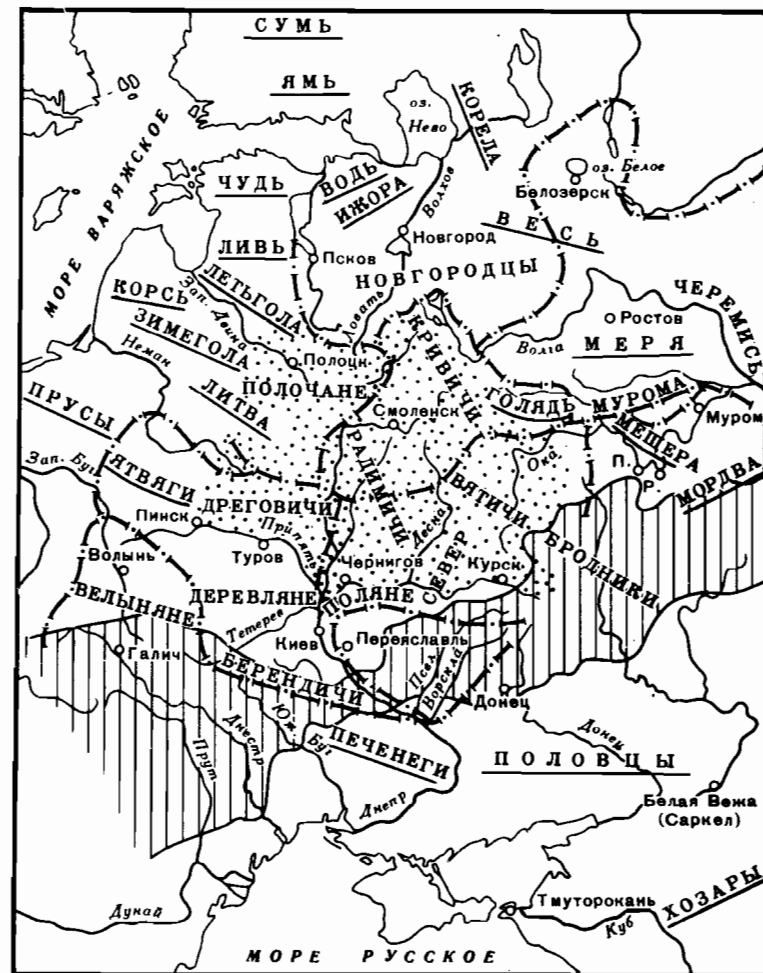 СУМЬ
ЯМЬ
оз. Нево
КОРЕЛА
МОРЕ ВАРЯЖСКОЕ
ЧУДЬ
ВОДЬ
ИЖОРА
Волхов
оз. Белое
Белозерск
ВЕСЬ
ЛИВЬ
Псков
Новгород
НОВГОРОДЦЫ
ЛЕТЬГОЛА
КОРСЬ
Зап. Двина
ЗИМЕГОЛА
Ловать
ЧЕРЕМИСЬ
Ростов
Волга
МЕРЯ
Неман
Полоцк
ПОЛОЧАНЕ
КРИВИЧИ
ЛИТВА
Смоленск
ГОЛЯДЬ
МУРОМА
Муром
МЕЩЕРА
ПРУСЫ
Зап. Буг
ЯТВЯГИ
РАДИМИЧИ
Ока
П.
Р.
МОРДВА
ДРЕГОВИЧИ
ВЯТИЧИ
Пинск
Припять
Десна
Туров
Волынь
Чернигов
СЕВЕР
Курск
БРОДНИКИ
ВЕЛЫНЯНЕ
ДЕРЕВЛЯНЕ
ПОЛЯНЕ
Тетерев
Киев
Переяславль
Галич
БЕРЕНДИЧИ
Псел
Ворскла
Донец
Днестр
Юж. Буг
Прут
ПЕЧЕНЕГИ
Донец
ПОЛОВЦЫ
Днепр
Белая Вежа
(Саркел)
Дунай
Тмуторокань
ХОЗАРЫ
Куб
МОРЕ РУССКОЕ